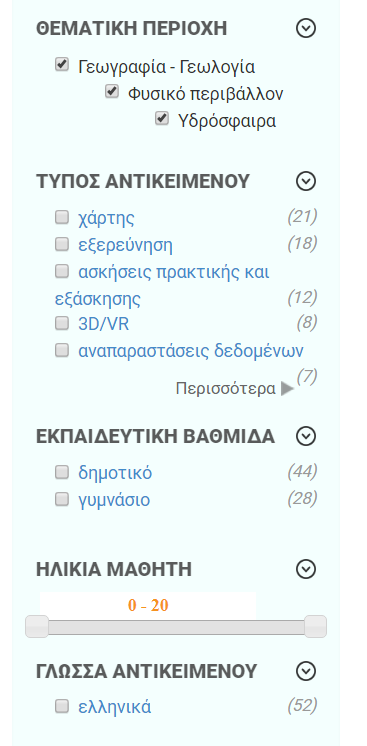 ΘΕΜΑΤΙΚΗ ΠΕΡΙΟΧΗ
Γεωγραφία - Γεωλογία
Φυσικό περιβάλλον
Υδρόσφαιρα
ΤΥΠΟΣ ΑΝΤΙΚΕΙΜΕΝΟΥ
χάρτης (21)
εξερεύνηση (18)
ασκήσεις πρακτικής και
εξάσκησης (12)
3D/VR (8)
αναπαραστάσεις δεδομένων
(7)
Περισσότερα
ΕΚΠΑΙΔΕΥΤΙΚΗ ΒΑΘΜΙΔΑ
δημοτικό (44)
γυμνάσιο (28)
ΗΛΙΚΙΑ ΜΑΘΗΤΗ
0 - 20
ΓΛΩΣΣΑ ΑΝΤΙΚΕΙΜΕΝΟΥ
ελληνικά (52)